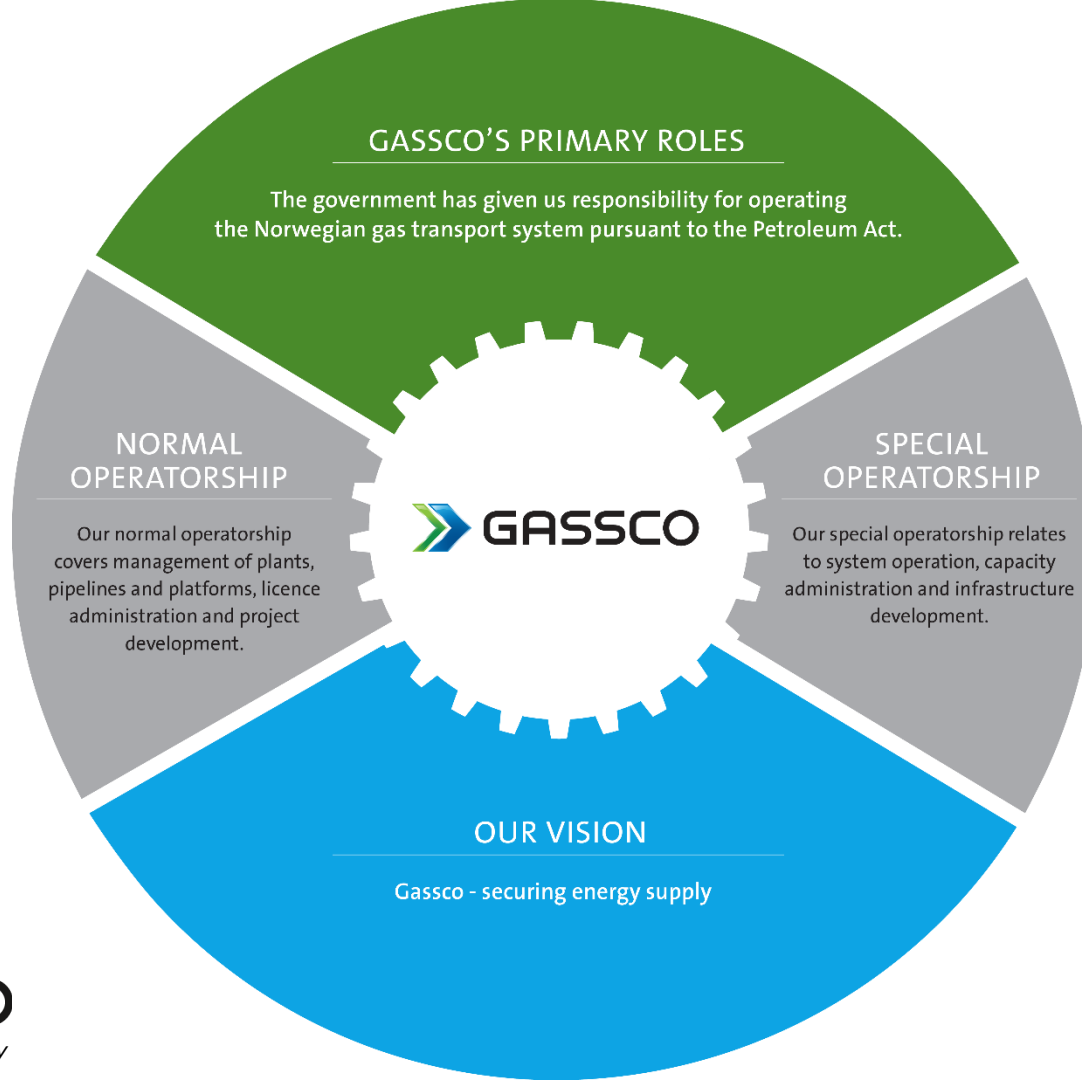 GASSCO'S PRIMARY ROLES
The government has given us responsibility for operating
the Norwegian gas transport system pursuant to the Petroleum Act.
NORMAL
OPERATORSHIP
Our normal operatorship
covers management of plants,
pipelines and platforms, licence
administration and project
development.
GASSCO
SPECIAL
OPERATORSHIP
Our special operatorship relates
to system operation, capacity
administration and infrastructure
development.
OUR VISION
Gassco - securing energy supply